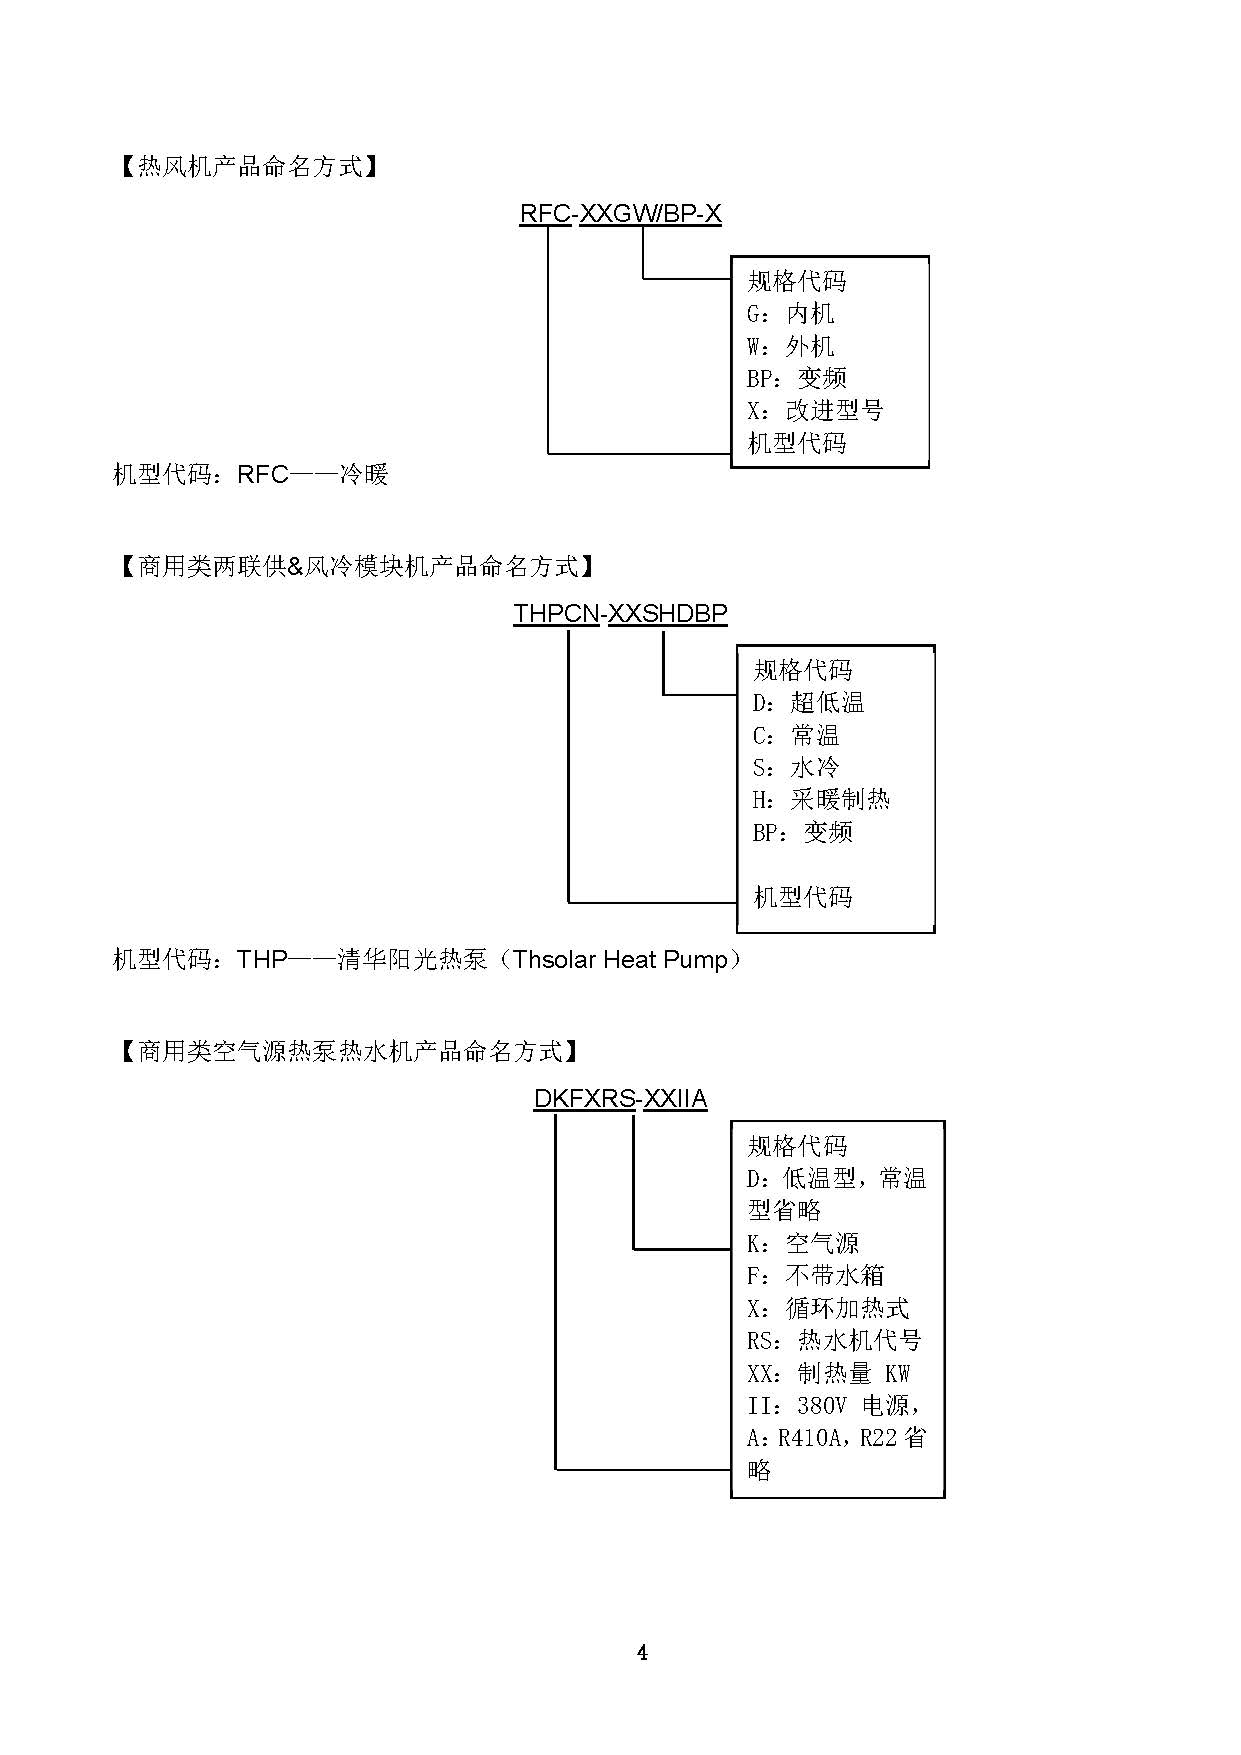 【热风机产品命名方式】
RFC-XXGW/BP-X
规格代码
G：内机
W：外机
BP：变频
X：改进型号
机型代码
机型代码：RFC——冷暖
【商用类两联供&风冷模块机产品命名方式】
THPCN-XXSHDBP
规格代码
D：超低温
C：常温
S：水冷
H：采暖制热
BP：变频
机型代码
机型代码：THP——清华阳光热泵（Thsolar Heat Pump）
【商用类空气源热泵热水机产品命名方式】
DKFXRS-XXIIA
规格代码
D：低温型，常温
型省略
K：空气源
F：不带水箱
X：循环加热式
RS：热水机代号
XX：制热量 KW
II：380V 电源，
A：R410A，R22 省
略
4